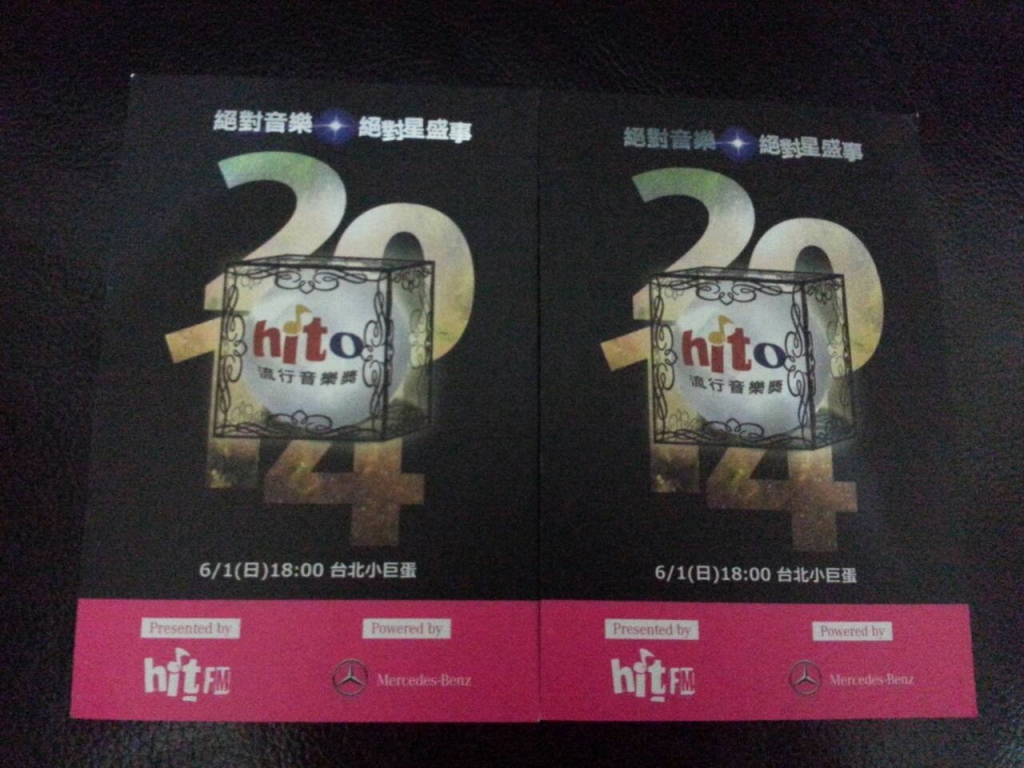 絕對音樂 絕對星盛事
2014
hito
流行音樂獎
6/1(日)18:00 台北小巨蛋
Presented by
Powered by
hit FM
Mercedes-Benz
絕對音樂 絕對星盛事
2014
hito
流行音樂獎
6/1(日)18:00 台北小巨蛋
Presented by
Powered by
hit FM
Mercedes-Benz